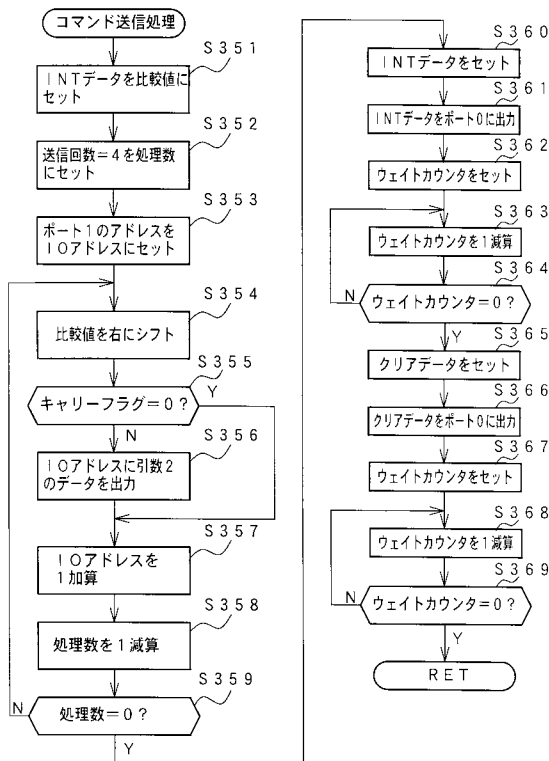 コマンド送信処理
S351
INTデータを比較値に
セット
S352
送信回数=4を処理数
にセット
S353
ポート1のアドレスを
IOアドレスにセット
S354
比較値を右にシフト
S355
キャリーフラグ=0?
Y
N
S356
IOアドレスに引数2
のデータを出力
S357
IOアドレスを
1加算
S358
処理数を1減算
S359
処理数=0?
N
Y
S360
INTデータをセット
S361
INTデータをポート0に出力
S362
ウェイトカウンタをセット
S363
ウェイトカウンタを1減算
S364
ウェイトカウンタ=0?
N
Y
S365
クリアデータをセット
S366
クリアデータをポート0に出力
S367
ウェイトカウンタをセット
S368
ウェイトカウンタを1減算
S369
ウェイトカウンタ=0?
N
Y
RET